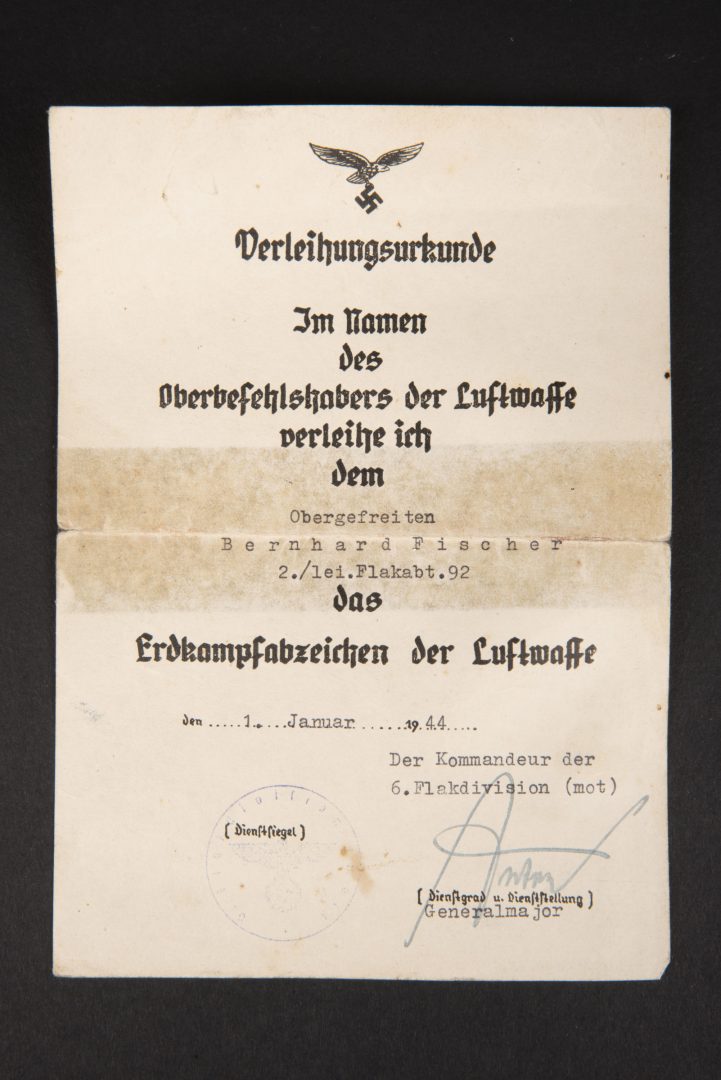 Verleihungsurkunde
Im Namen
des
Oberbefehlshabers der Luftwaffe
verleihe ich
dem
Obergefreiten
Bernhard Fischer
2./lei.Flakabt.92
das
Erdkampfabzeichen der Luftwaffe
den .....1. ...Januar ......1944....
Der Kommandeur der
6.Flakdivision (mot)
( Dienstsiegel )
( Dienstgrad u. Dienststellung )
Generalmajor